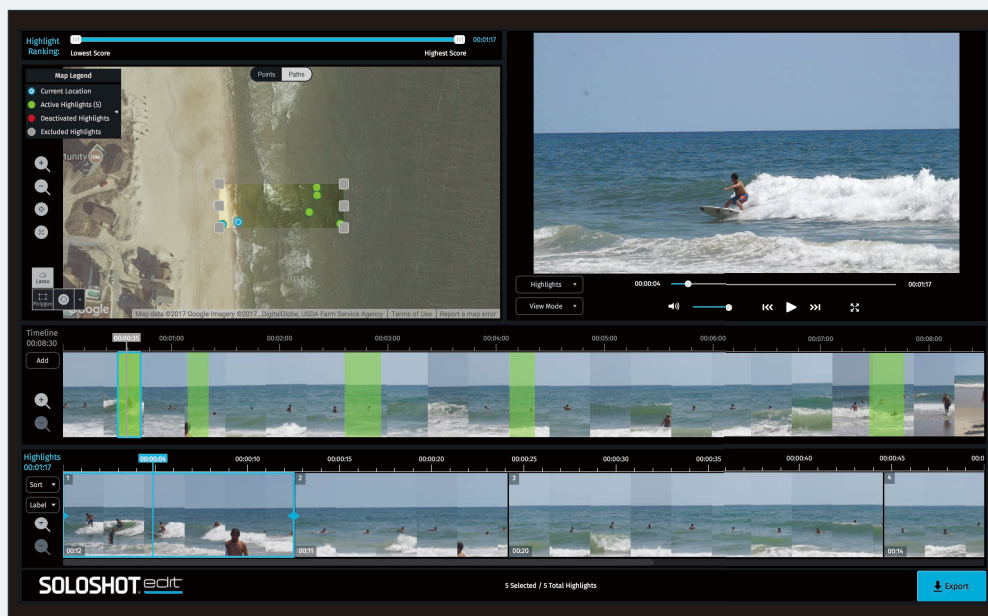 Highlight
Ranking:
00:01:17
Lowest Score
Highest Score
Map Legend
Current Location
Active Highlights (5)
Deactivated Highlights
Excluded Highlights
Points
Paths
Lasso
Polygon
Map data ©2017 Google Imagery ©2017 , DigitalGlobe, USDA Farm Service Agency
Terms of Use
Report a map error
Highlights
View Mode
00:00:04
00:01:17
Timeline
00:08:30
Add
00:00:35
00:01:00
00:02:00
00:03:00
00:04:00
00:05:00
00:06:00
00:07:00
00:08:00
Highlights
00:01:17
Sort
Label
00:00:04
00:00:10
00:00:15
00:00:20
00:00:25
00:00:30
00:00:35
00:00:40
00:00:45
00:0
1
2
3
4
00:12
00:11
00:20
00:14
SOLOSHOT edit
5 Selected / 5 Total Highlights
Export